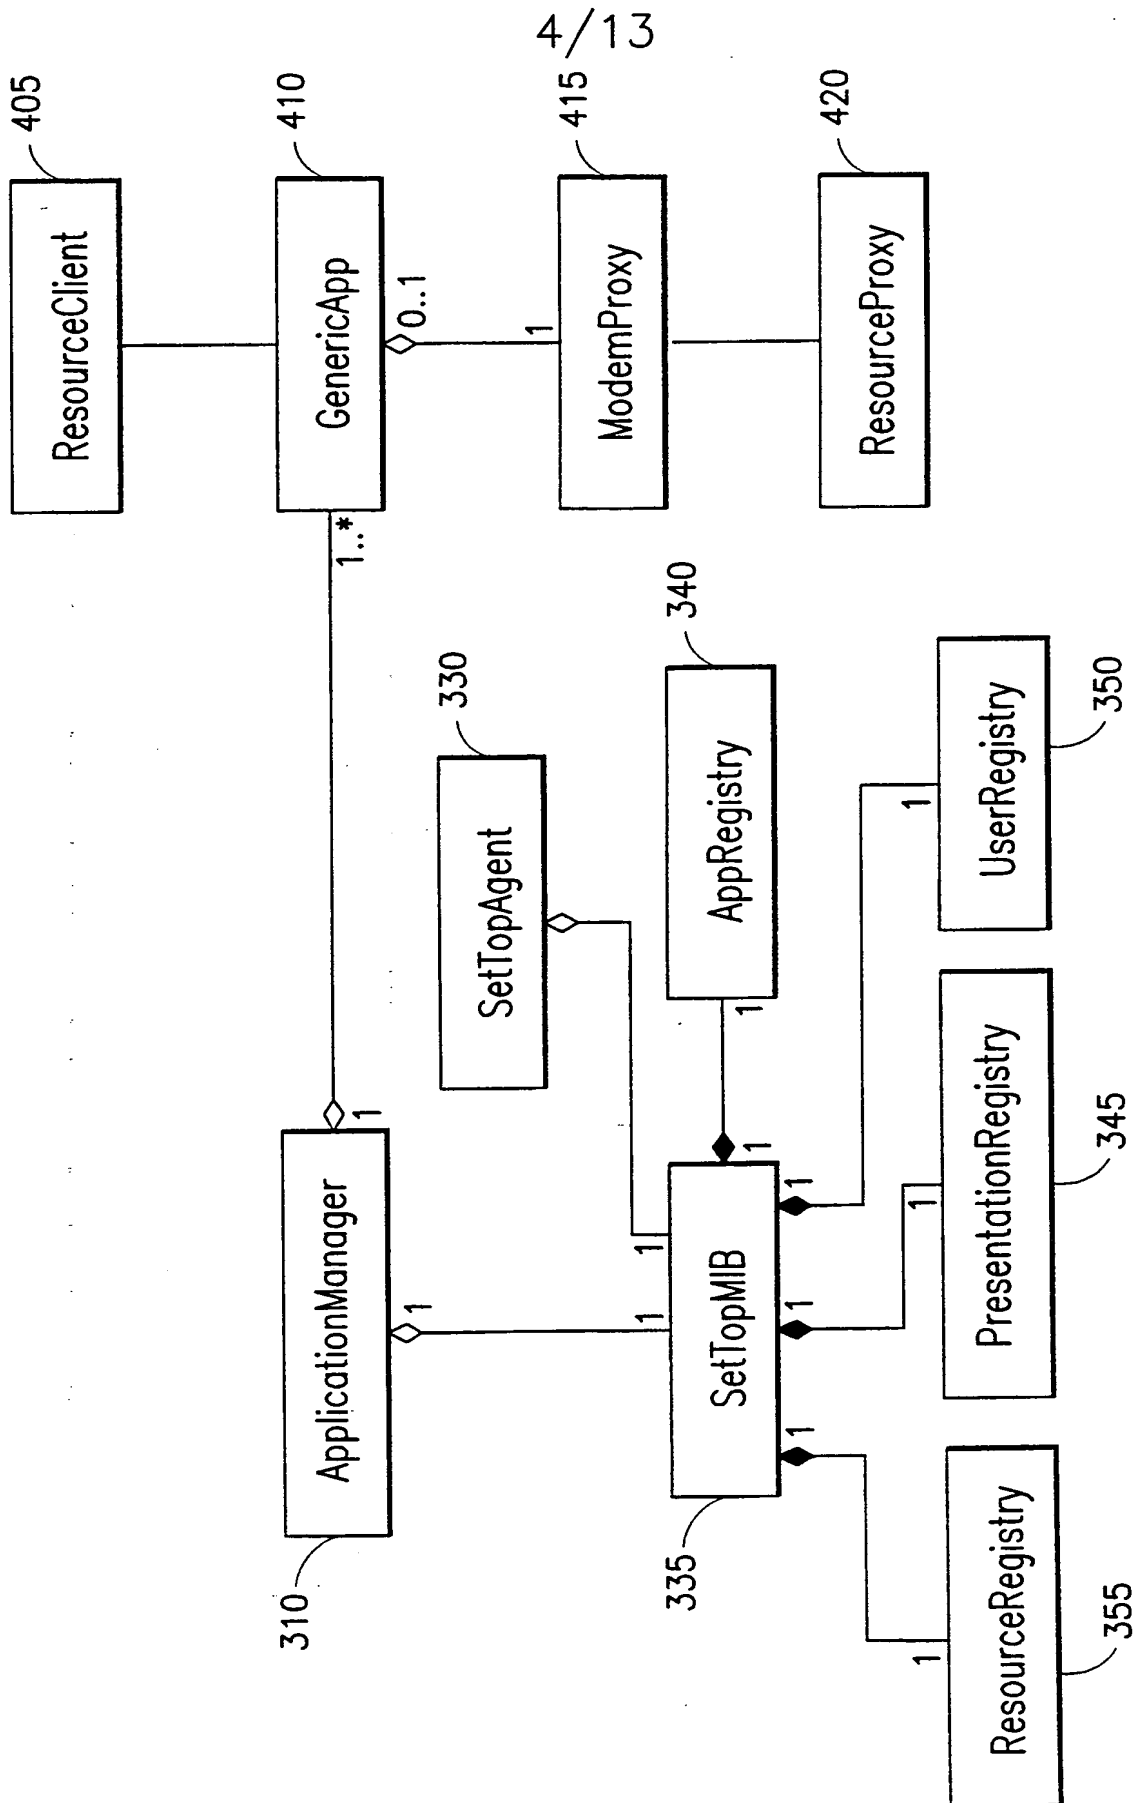 4/13
405
ResourceClient
410
GenericApp
0..1
1
415
ModemProxy
420
ResourceProxy
1..*
1
310
ApplicationManager
1
1
330
SetTopAgent
1
340
AppRegistry
1
1
335
SetTopMIB
1
1
1
1
350
UserRegistry
1
345
PresentationRegistry
1
355
ResourceRegistry